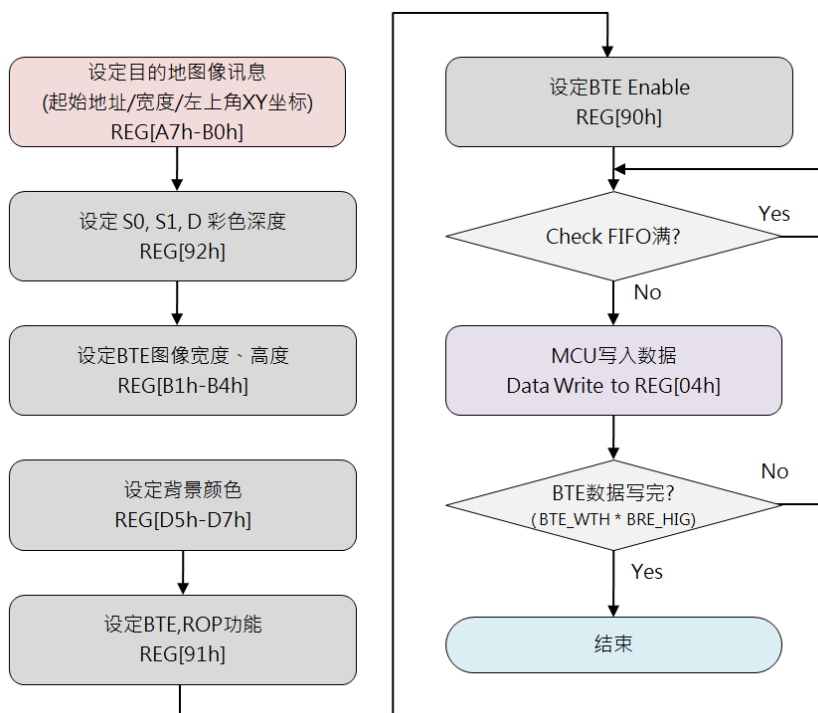 设定目的地图像讯息
(起始地址/宽度/左上角XY坐标)
REG[A7h-B0h]
设定 S0, S1, D 彩色深度
REG[92h]
设定BTE图像宽度、高度
REG[B1h-B4h]
设定背景颜色
REG[D5h-D7h]
设定BTE,ROP功能
REG[91h]
设定BTE Enable
REG[90h]
Check FIFO满?
Yes
No
MCU写入数据
Data Write to REG[04h]
BTE数据写完?
( BTE_WTH * BRE_HIG)
No
Yes
结束